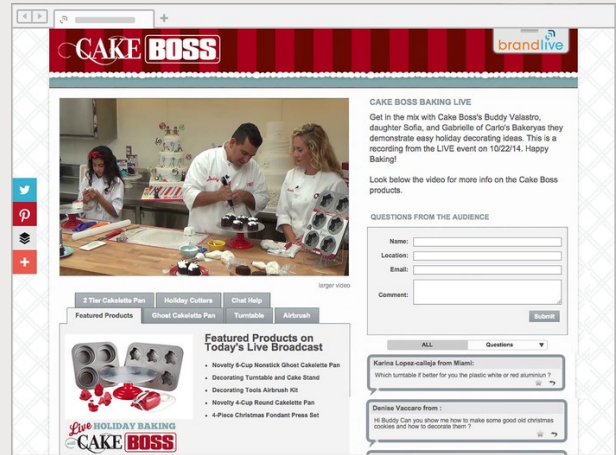 CAKE BOSS
brandlive
CAKE BOSS BAKING LIVE
Get in the mix with Cake Boss's Buddy Valastro,
daughter Sofia, and Gabrielle of Carlo's Bakeryas they
demonstrate easy holiday decorating ideas. This is a
recording from the LIVE event on 10/22/14. Happy
Baking!
Look below the video for more info on the Cake Boss
products.
larger video
QUESTIONS FROM THE AUDIENCE
Name:
Location:
Email:
Comment:
Submit
2 Tier Cakelette Pan
Holiday Cutters
Chat Help
Featured Products
Ghost Cakelette Pan
Turntable
Airbrush
Featured Products on
Today's Live Broadcast
• Novelty 6-Cup Nonstick Ghost Cakelette Pan
• Decorating Turntable and Cake Stand
• Decorating Tools Airbrush Kit
• Novelty 4-Cup Round Cakelette Pan
• 4-Piece Christmas Fondant Press Set
Live HOLIDAY BAKING
with CAKE BOSS
ALL
Questions
Karina Lopez-calleja from Miami:
Which turntable if better for you the plastic white or red aluminiun ?
Denise Vaccaro from :
Hi Buddy Can you show me how to make some good old christmas
cookies and how to decorate them ?